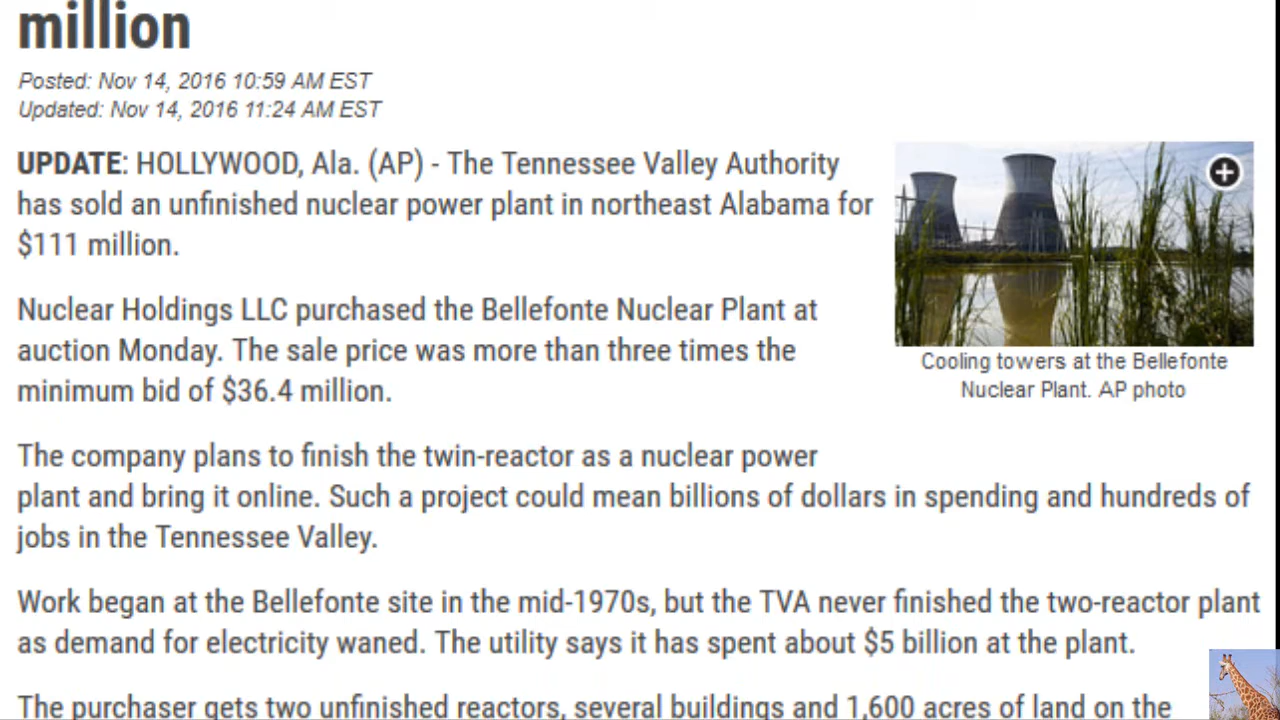 million
Posted: Nov 14, 2016 10:59 AM EST
Updated: Nov 14, 2016 11:24 AM EST
UPDATE: HOLLYWOOD, Ala. (AP) - The Tennessee Valley Authority
has sold an unfinished nuclear power plant in northeast Alabama for
$111 million.
Nuclear Holdings LLC purchased the Bellefonte Nuclear Plant at
auction Monday. The sale price was more than three times the
minimum bid of $36.4 million.
Cooling towers at the Bellefonte
Nuclear Plant. AP photo
The company plans to finish the twin-reactor as a nuclear power
plant and bring it online. Such a project could mean billions of dollars in spending and hundreds of
jobs in the Tennessee Valley.
Work began at the Bellefonte site in the mid-1970s, but the TVA never finished the two-reactor plant
as demand for electricity waned. The utility says it has spent about $5 billion at the plant.
The purchaser gets two unfinished reactors, several buildings and 1,600 acres of land on the